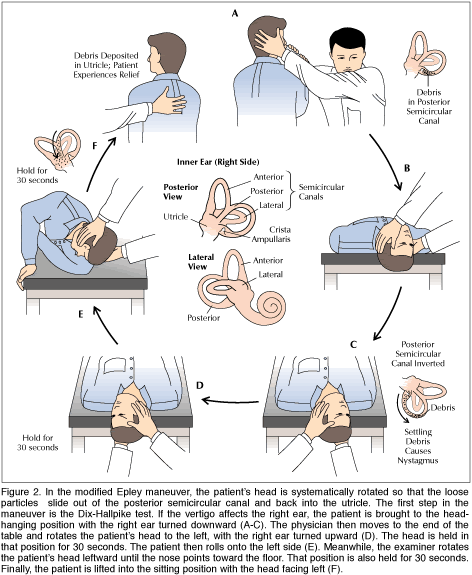 A
Debris Deposited
in Utricle; Patient
Experiences Relief
Debris
in Posterior
Semicircular
Canal
F
Hold for
30 seconds
B
Inner Ear (Right Side)
Posterior
View
Anterior
Posterior
Lateral
Semicircular
Canals
Utricle
Crista
Ampullaris
Lateral
View
Anterior
Lateral
Posterior
E
C
Posterior
Semicircular
Canal Inverted
Debris
Settling
Debris
Causes
Nystagmus
D
Hold for
30 seconds
Figure 2. In the modified Epley maneuver, the patient's head is systematically rotated so that the loose
particles slide out of the posterior semicircular canal and back into the utricle. The first step in the
maneuver is the Dix-Hallpike test. If the vertigo affects the right ear, the patient is brought to the head-
hanging position with the right ear turned downward (A-C). The physician then moves to the end of the
table and rotates the patient's head to the left, with the right ear turned upward (D). The head is held in
that position for 30 seconds. The patient then rolls onto the left side (E). Meanwhile, the examiner rotates
the patient's head leftward until the nose points toward the floor. That position is also held for 30 seconds.
Finally, the patient is lifted into the sitting position with the head facing left (F).